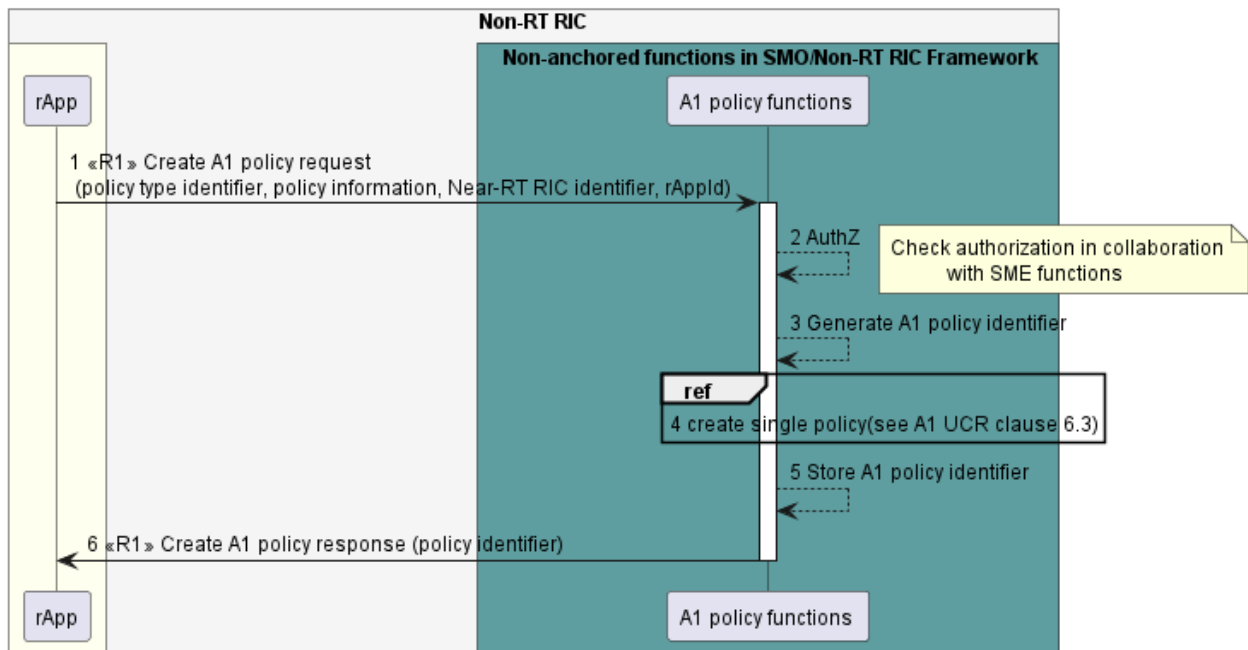 Non-RT RIC
Non-anchored functions in SMO/Non-RT RIC Framework
rApp
A1 policy functions
1 «R1» Create A1 policy request
(policy type identifier, policy information, Near-RT RIC identifier, rAppId)
2 AuthZ
Check authorization in collaboration
with SME functions
3 Generate A1 policy identifier
ref
4 create single policy(see A1 UCR clause 6.3)
5 Store A1 policy identifier
6 «R1» Create A1 policy response (policy identifier)
rApp
A1 policy functions